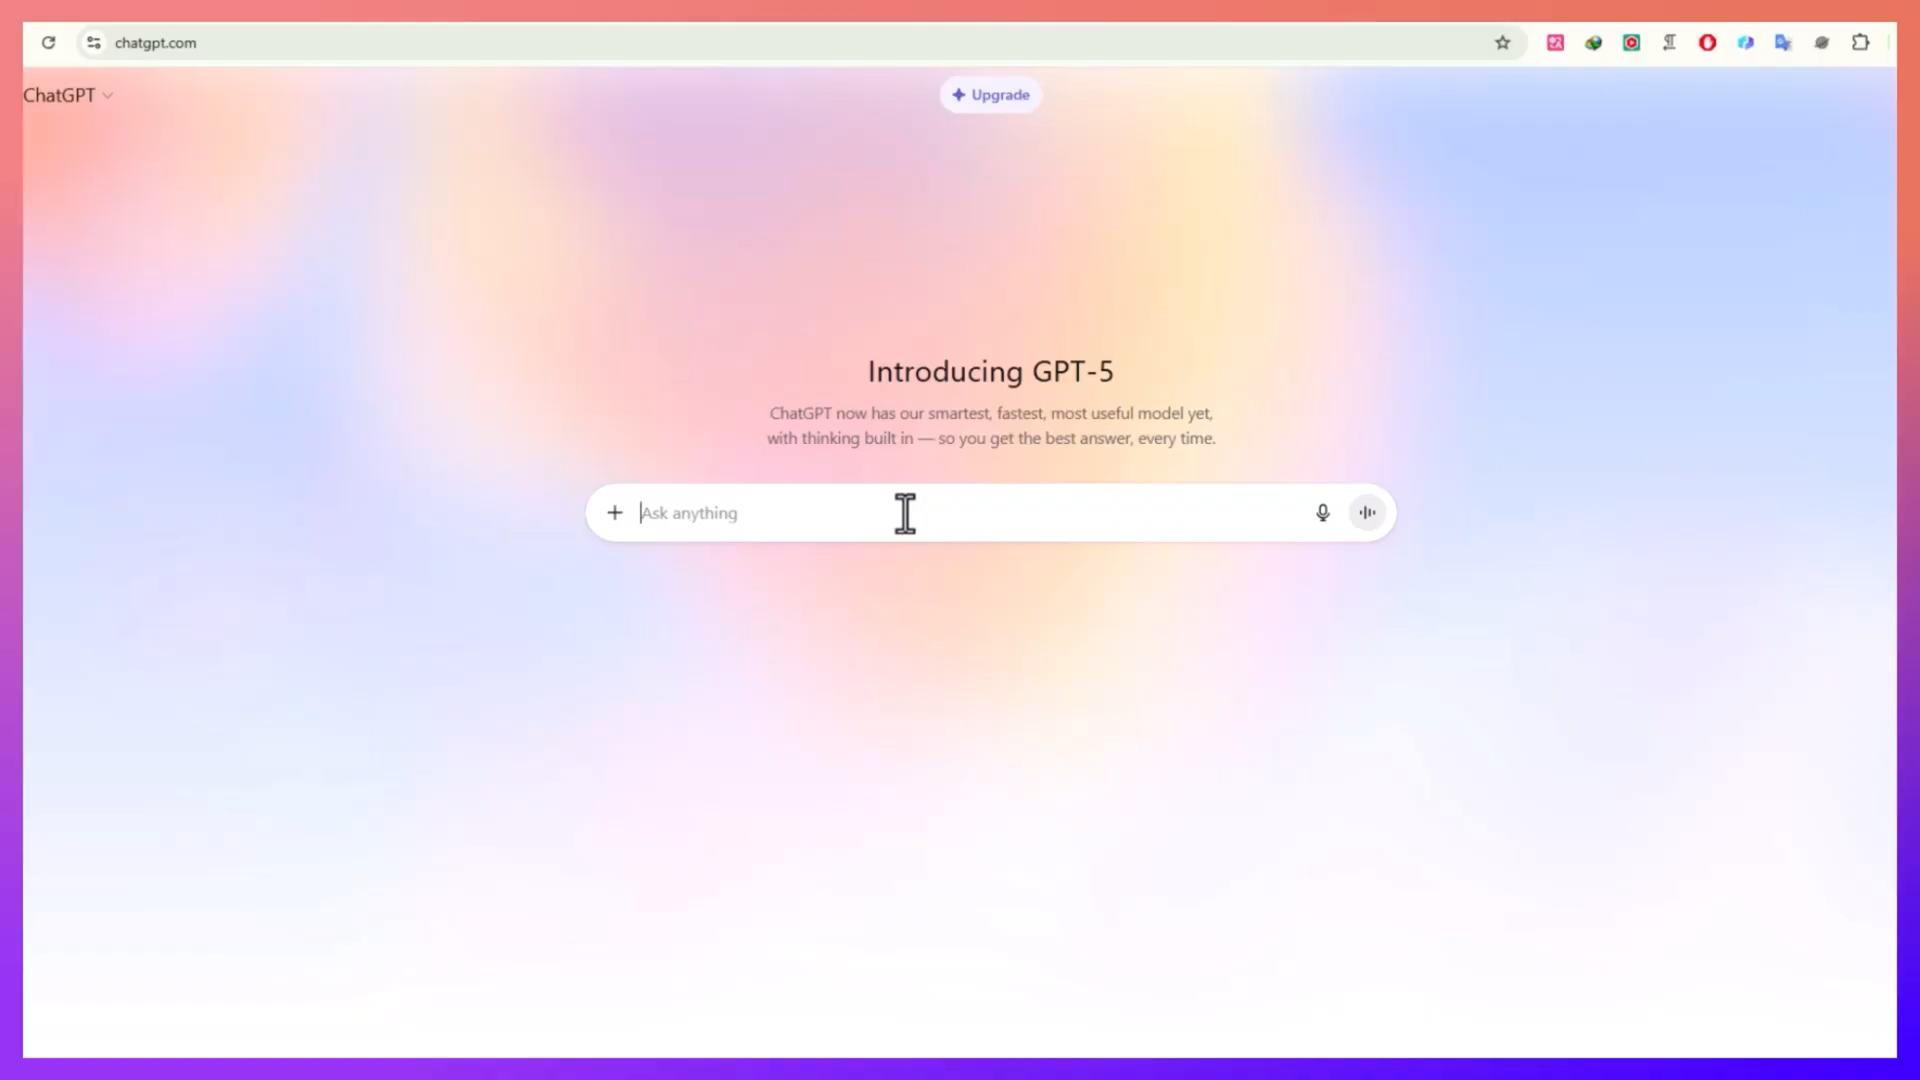 chatgpt.com
ChatGPT
Upgrade
Introducing GPT-5
ChatGPT now has our smartest, fastest, most useful model yet,
with thinking built in — so you get the best answer, every time.
Ask anything